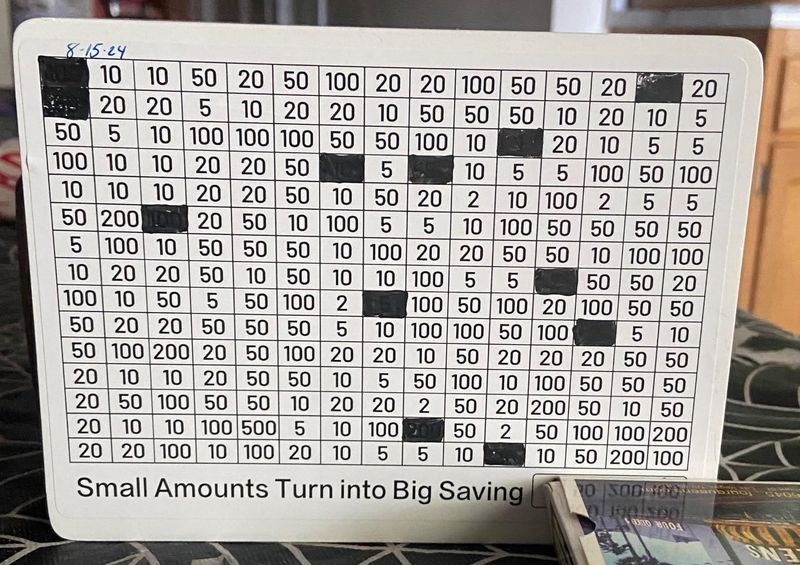 8-15-24
10 10 50 20 50 100 20 20 100 50 50 20 20
20 20 5 10 20 20 10 50 50 50 10 20 10 5
50 5 10 100 100 100 50 50 100 10 20 10 5 5
100 10 10 20 20 50 5 10 5 5 100 50 100
10 10 10 20 20 50 10 50 20 2 10 100 2 5 5
50 200 20 50 10 100 5 5 10 100 50 50 50 50
5 100 10 50 50 50 10 100 20 20 50 50 10 100 100
10 20 20 50 10 50 10 10 100 5 5 50 50 20
100 10 50 5 50 100 2 100 50 100 20 100 50 50
50 20 20 50 50 50 5 10 100 100 50 100 5 10
50 100 200 20 50 100 20 20 10 50 20 20 20 50 50
20 10 10 20 50 50 10 5 50 100 10 100 50 50 50
20 50 100 50 50 10 20 20 2 50 20 200 50 10 50
20 10 10 100 500 5 10 100 50 2 50 100 100 200
20 20 100 10 100 20 10 5 5 10 10 50 200 100
Small Amounts Turn into Big Saving
FOUR QUEENS